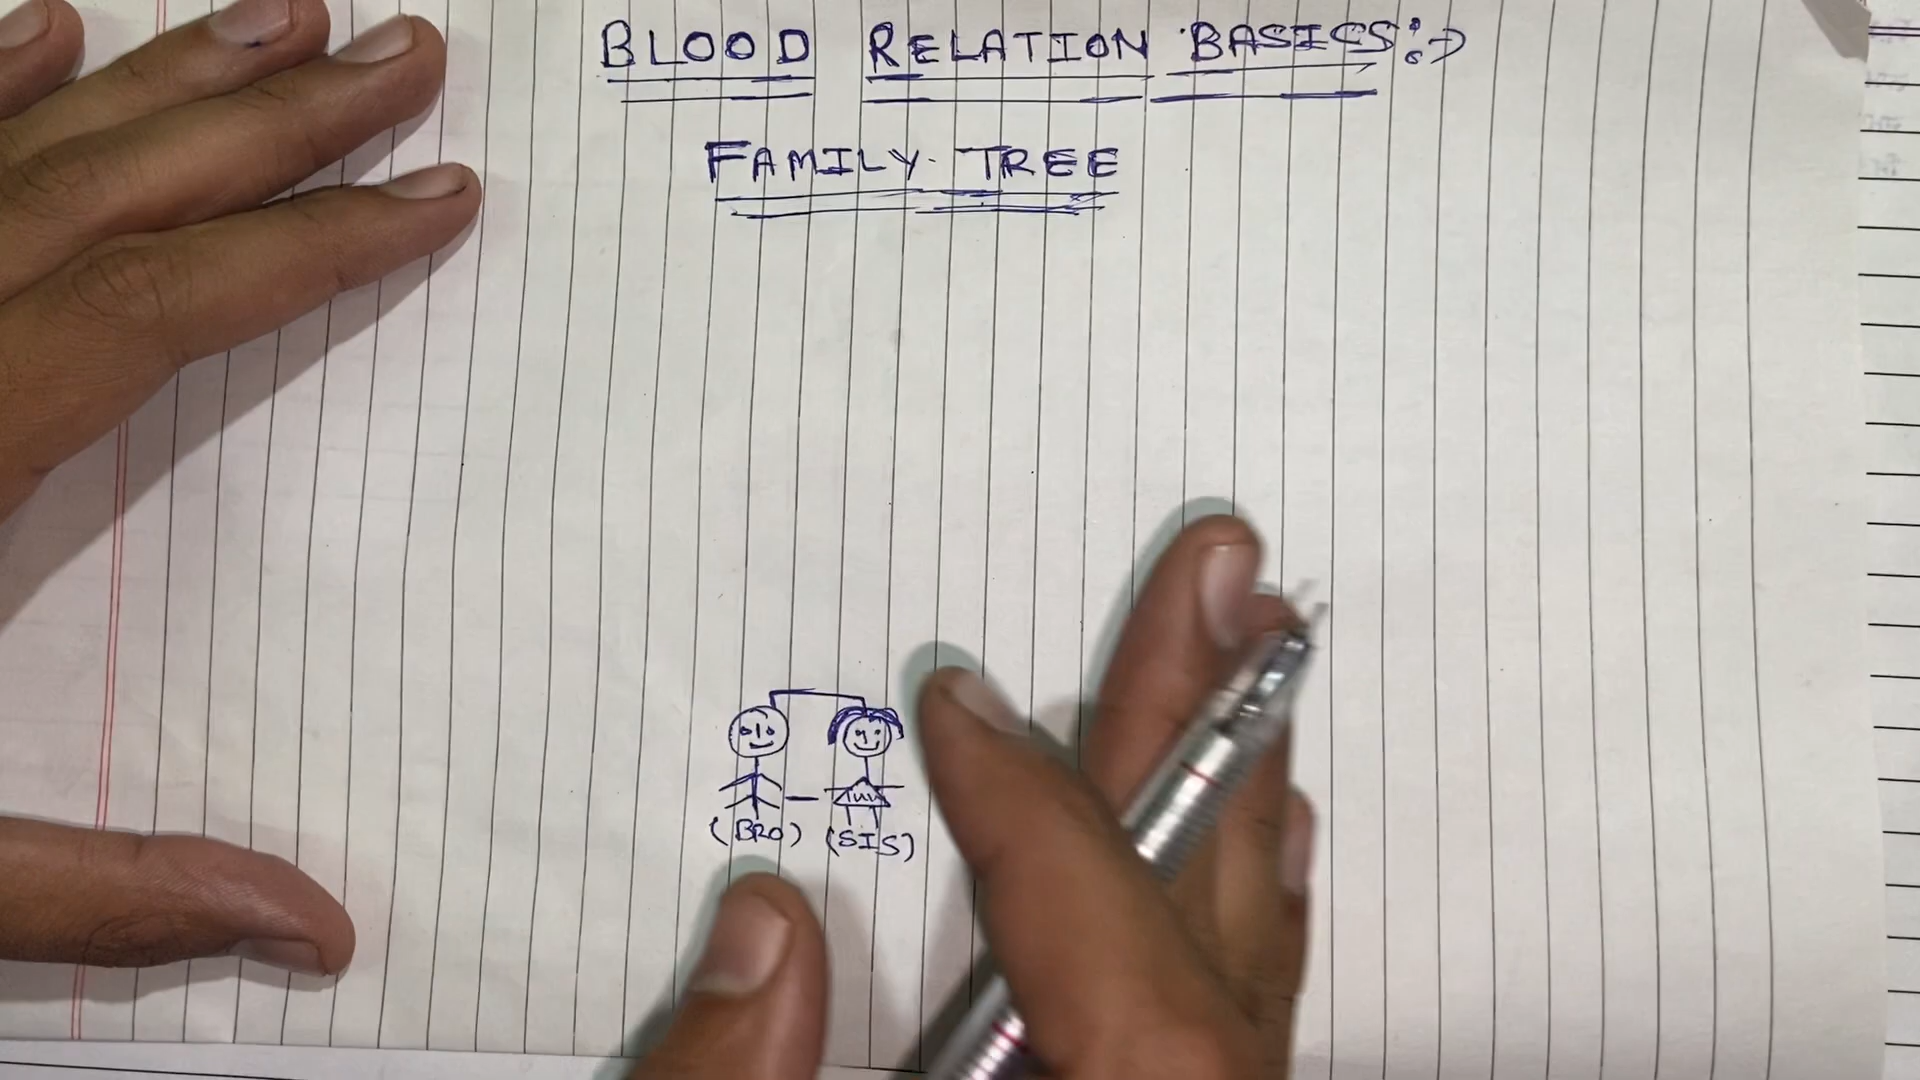 BLOOD RELATION BASICS:->
FAMILY TREE
(BRO) - (SIS)